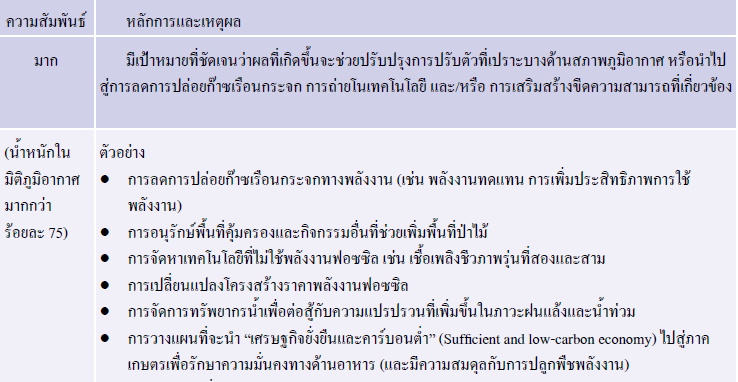 ความสัมพันธ์ หลักการและเหตุผล
มาก มีเป้าหมายที่ชัดเจนว่าผลที่เกิดขึ้นจะช่วยปรับปรุงการปรับตัวที่เปราะบางด้านสภาพภูมิอากาศ หรือนำไป
สู่การลดการปล่อยก๊าซเรือนกระจก การถ่ายโนเทคโนโลยี และ/หรือ การเสริมสร้างขีดความสามารถที่เกี่ยวข้อง
(น้ำหนักใน ตัวอย่าง
มิติภูมิอากาศ ● การลดการปล่อยก๊าซเรือนกระจกทางพลังงาน (เช่น พลังงานทดแทน การเพิ่มประสิทธิภาพการใช้
มากกว่า พลังงาน)
ร้อยละ 75) ● การอนุรักษ์พื้นที่คุ้มครองและกิจกรรมอื่นที่ช่วยเพิ่มพื้นที่ป่าไม้
● การจัดหาเทคโนโลยีที่ไม่ใช้พลังงานฟอซซิล เช่น เชื้อเพลิงชีวภาพรุ่นที่สองและสาม
● การเปลี่ยนแปลงโครงสร้างราคาพลังงานฟอซซิล
● การจัดการทรัพยากรน้ำเพื่อต่อสู้กับความแปรปรวนที่เพิ่มขึ้นในภาวะฝนแล้งและน้ำท่วม
● การวางแผนที่จะนำ “เศรษฐกิจยั่งยืนและคาร์บอนต่ำ” (Sufficient and low-carbon economy) ไปสู่ภาค
เกษตรเพื่อรักษาความมั่นคงทางด้านอาหาร (และมีความสมดุลกับการปลูกพืชพลังงาน)